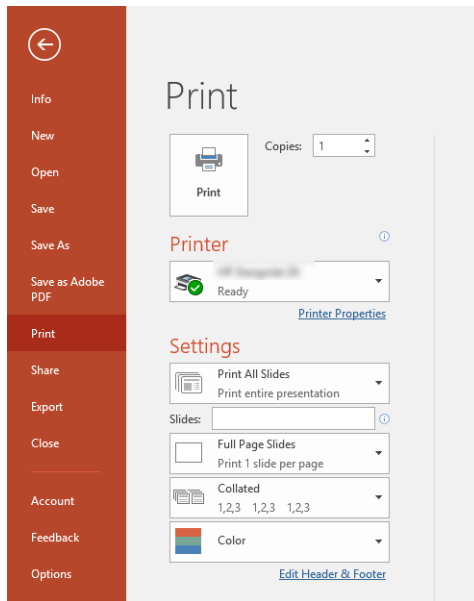 Info
New
Open
Save
Save As
Save as Adobe
PDF
Print
Share
Export
Close
Account
Feedback
Options
Print
Copies: 1
Print
Printer
Ready
Printer Properties
Settings
Print All Slides
Print entire presentation
Slides:
Full Page Slides
Print 1 slide per page
Collated
1,2,3 1,2,3 1,2,3
Color
Edit Header & Footer